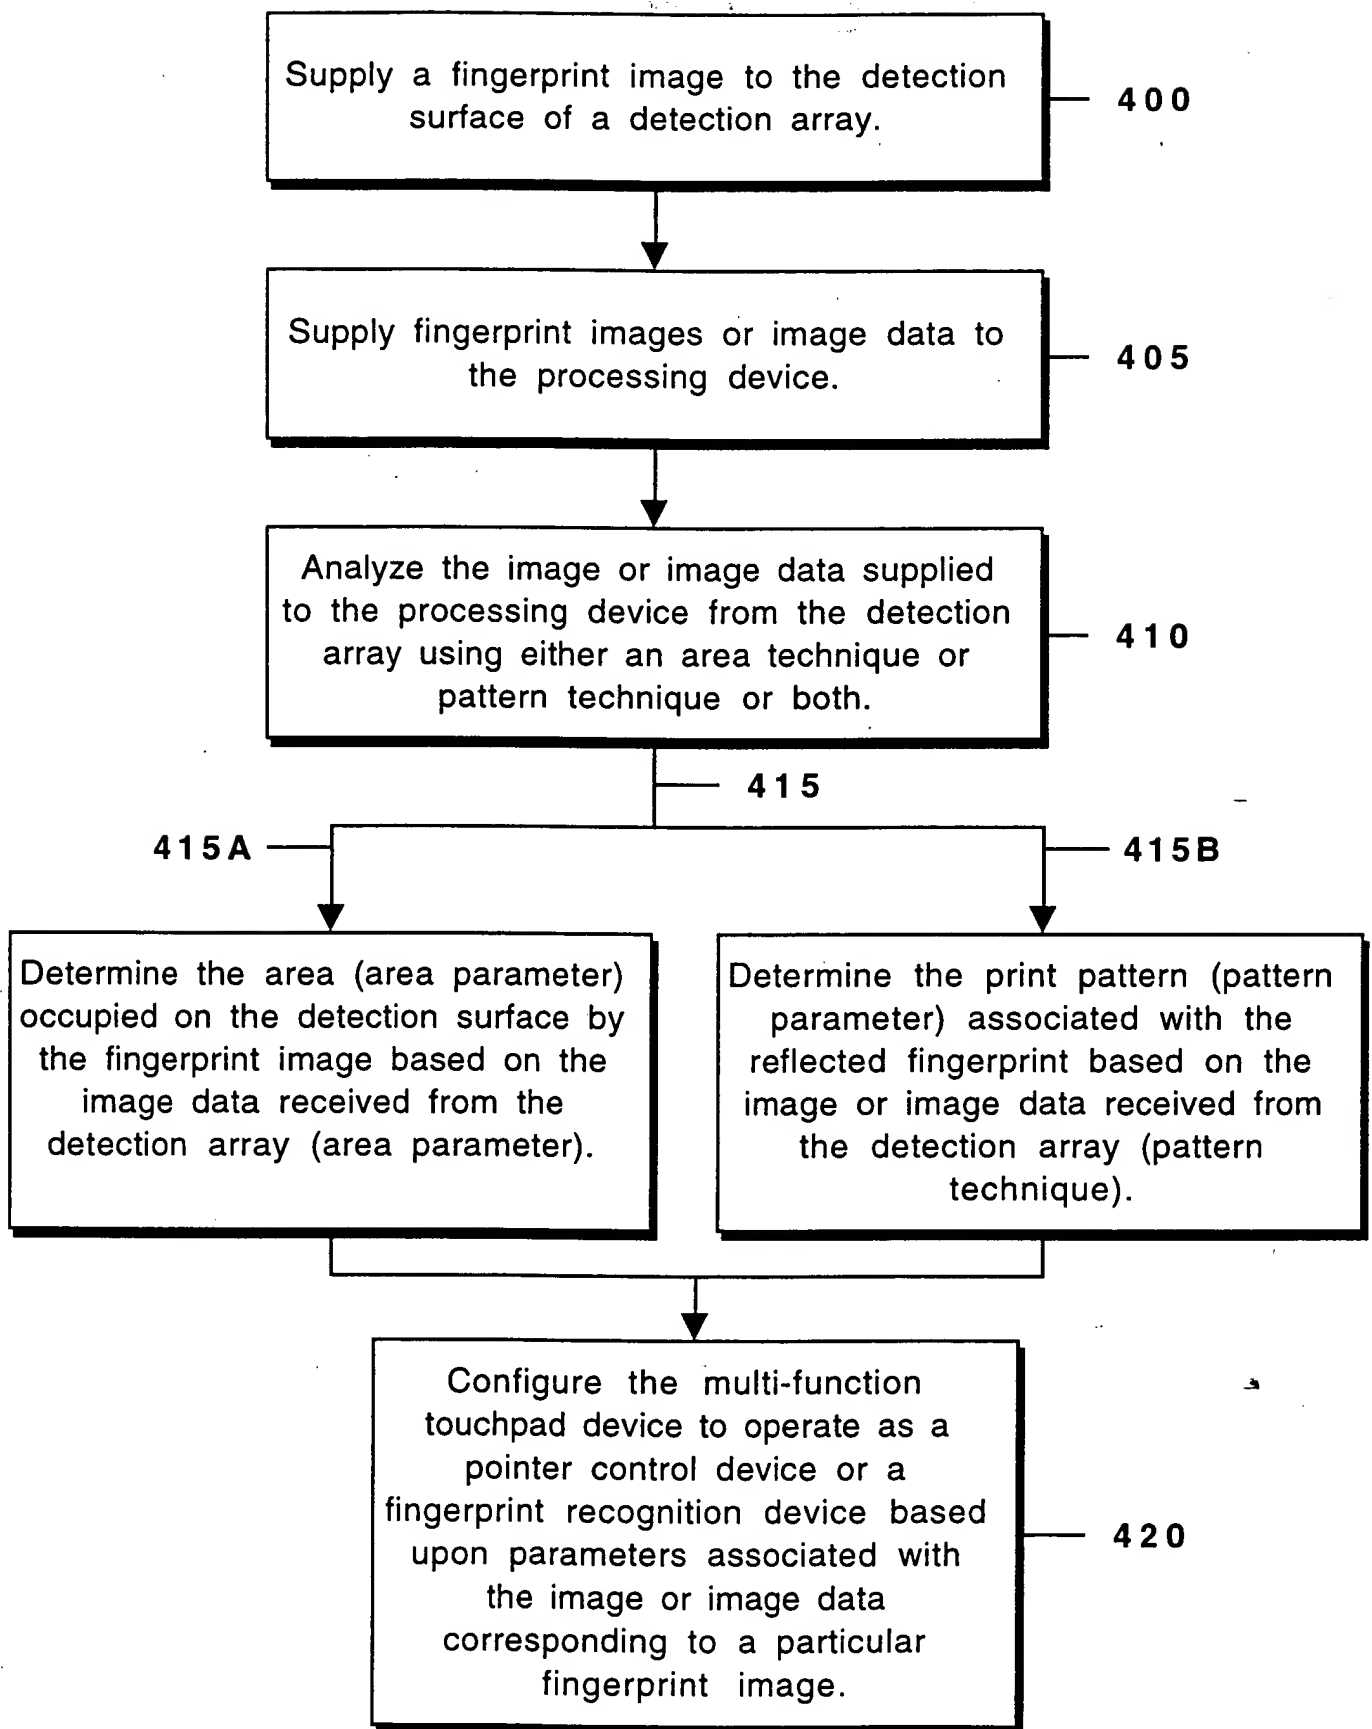 Supply a fingerprint image to the detection
surface of a detection array.
400
Supply fingerprint images or image data to
the processing device.
405
Analyze the image or image data supplied
to the processing device from the detection
array using either an area technique or
pattern technique or both.
410
415
415A
415B
Determine the area (area parameter)
occupied on the detection surface by
the fingerprint image based on the
image data received from the
detection array (area parameter).
Determine the print pattern (pattern
parameter) associated with the
reflected fingerprint based on the
image or image data received from
the detection array (pattern
technique).
Configure the multi-function
touchpad device to operate as a
pointer control device or a
fingerprint recognition device based
upon parameters associated with
the image or image data
corresponding to a particular
fingerprint image.
420